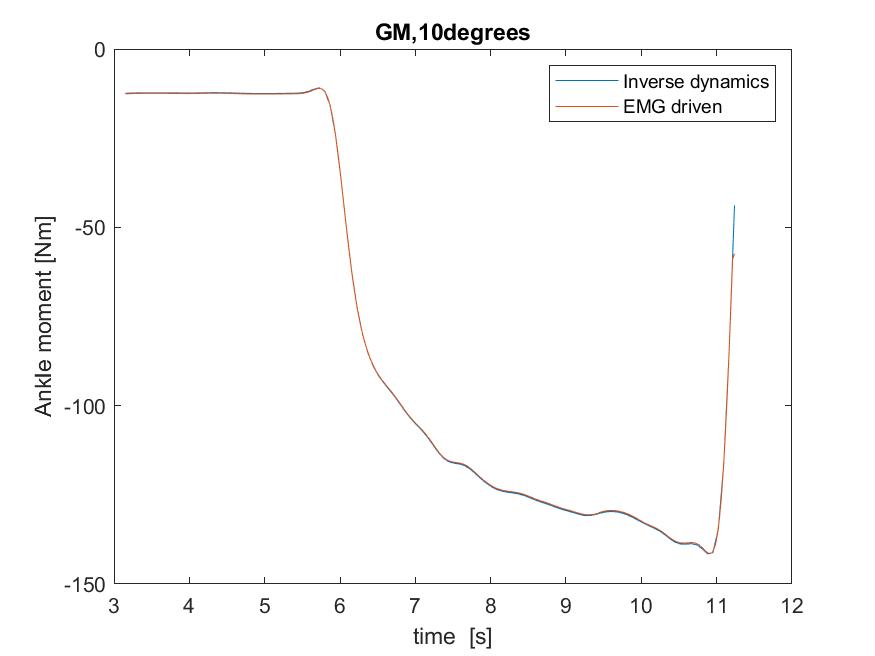 GM,10degrees
Inverse dynamics
EMG driven
0
-50
-100
-150
Ankle moment [Nm]
3 4 5 6 7 8 9 10 11 12
time [s]